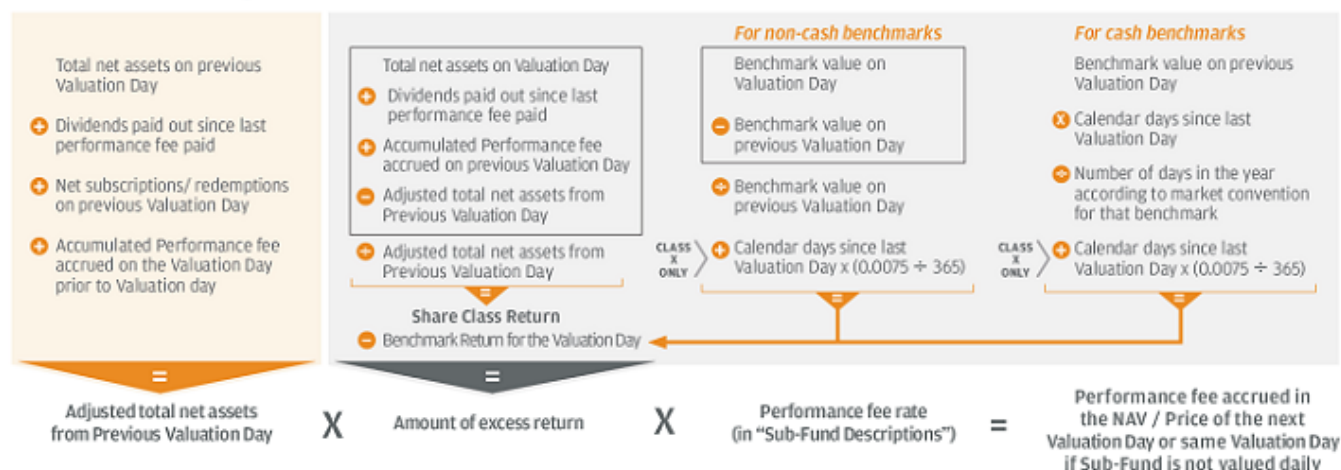 Total net assets on previous
Valuation Day
+ Dividends paid out since last
performance fee paid
+ Net subscriptions/ redemptions
on previous Valuation Day
+ Accumulated Performance fee
accrued on the Valuation Day
prior to Valuation day
=
Adjusted total net assets
from Previous Valuation Day
X
Total net assets on Valuation Day
+ Dividends paid out since last
performance fee paid
+ Accumulated Performance fee
accrued on previous Valuation Day
− Adjusted total net assets from
Previous Valuation Day
÷ Adjusted total net assets from
Previous Valuation Day
=
Share Class Return
− Benchmark Return for the Valuation Day
=
Amount of excess return
For non-cash benchmarks
Benchmark value on
Valuation Day
− Benchmark value on
previous Valuation Day
÷ Benchmark value on
previous Valuation Day
CLASS
X
ONLY
+ Calendar days since last
Valuation Day x (0.0075 ÷ 365)
=
For cash benchmarks
Benchmark value on previous
Valuation Day
X Calendar days since last
Valuation Day
÷ Number of days in the year
according to market convention
for that benchmark
CLASS
X
ONLY
+ Calendar days since last
Valuation Day x (0.0075 ÷ 365)
=
X
Performance fee rate
(in “Sub-Fund Descriptions”)
=
Performance fee accrued in
the NAV / Price of the next
Valuation Day or same Valuation Day
if Sub-Fund is not valued daily